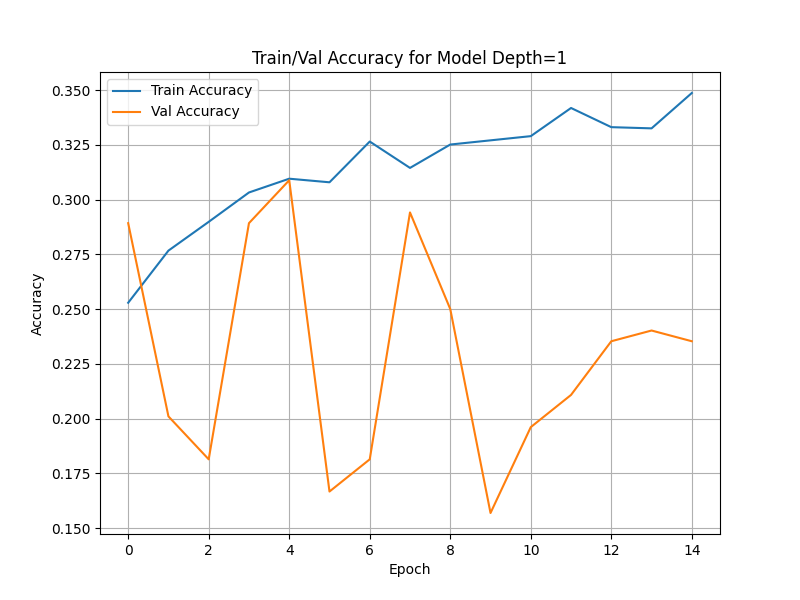 Train/Val Accuracy for Model Depth=1
Train Accuracy
Val Accuracy
Accuracy
0.350
0.325
0.300
0.275
0.250
0.225
0.200
0.175
0.150
0 2 4 6 8 10 12 14
Epoch